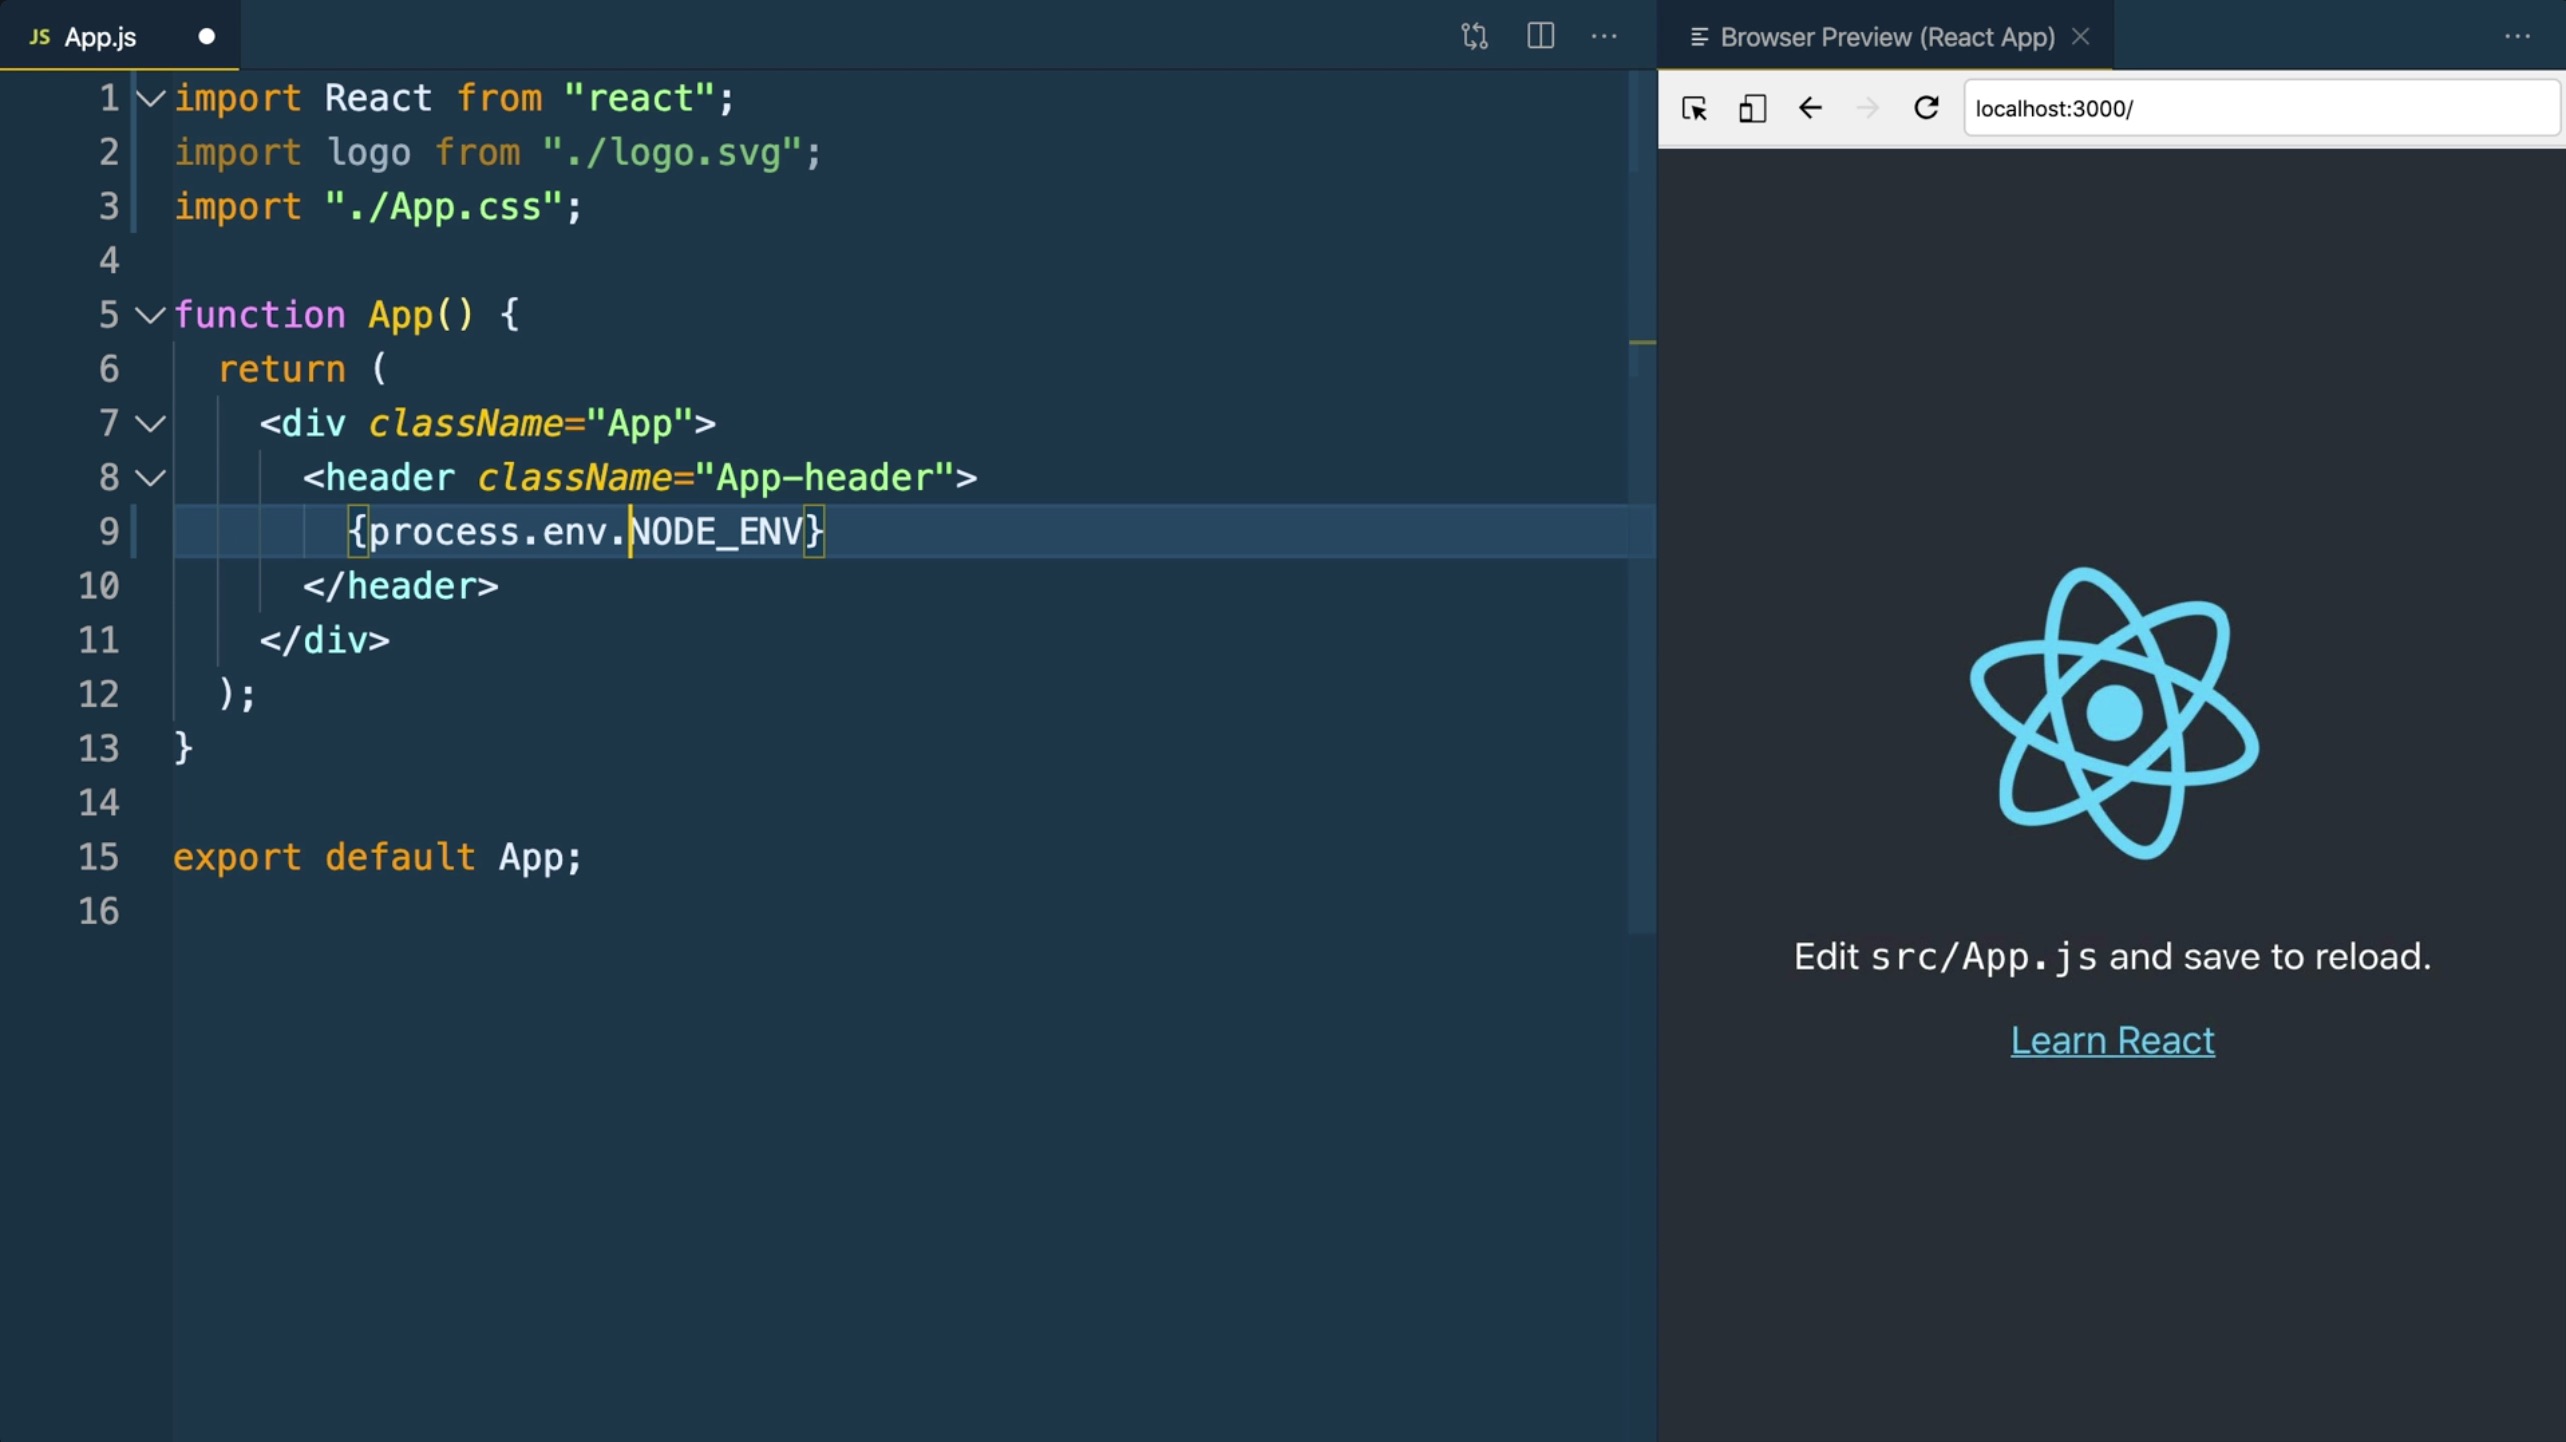 JS App.js
Browser Preview (React App)
localhost:3000/
1 import React from "react";
2 import logo from "./logo.svg";
3 import "./App.css";
4
5 function App() {
6 return (
7 <div className="App">
8 <header className="App-header">
9 {process.env.NODE_ENV}
10 </header>
11 </div>
12 );
13 }
14
15 export default App;
16
Edit src/App.js and save to reload.
Learn React